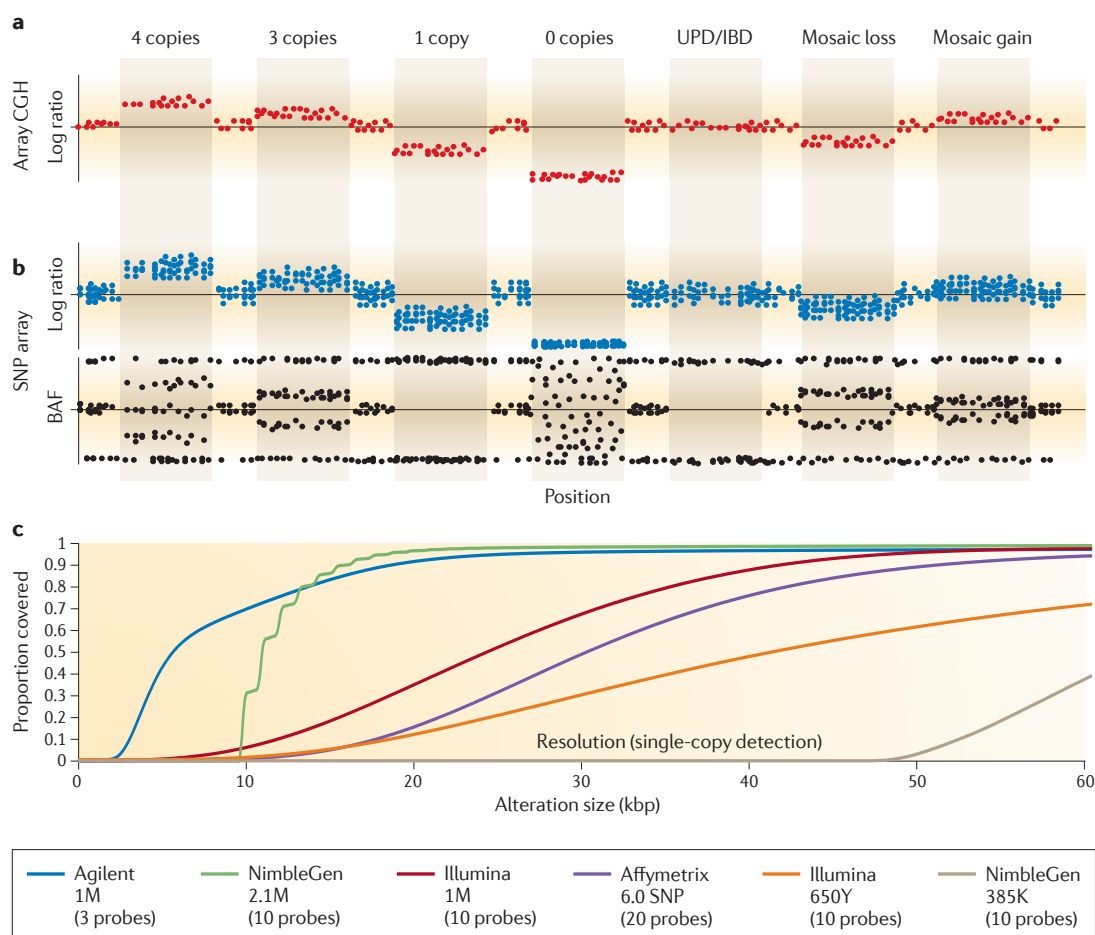 a
4 copies 3 copies 1 copy 0 copies UPD/IBD Mosaic loss Mosaic gain
Array CGH
Log ratio
b
SNP array
Log ratio
BAF
Position
c
Proportion covered
1
0.9
0.8
0.7
0.6
0.5
0.4
0.3
0.2
0.1
0
Resolution (single-copy detection)
0 10 20 30 40 50 60
Alteration size (kbp)
Agilent NimbleGen Illumina Affymetrix Illumina NimbleGen
1M 2.1M 1M 6.0 SNP 650Y 385K
(3 probes) (10 probes) (10 probes) (20 probes) (10 probes) (10 probes)